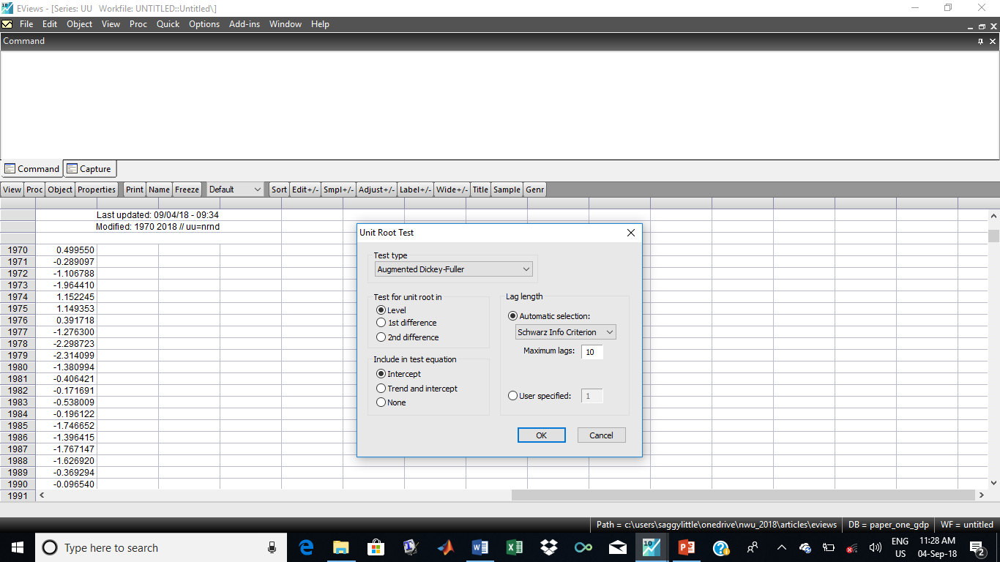 EViews - [Series: UU   Workfile: UNTITLED::Untitled\]
File Edit Object View Proc Quick Options Add-ins Window Help
Command
Command Capture
View Proc Object Properties Print Name Freeze Default Sort Edit+/- Smpl+/- Adjust+/- Label+/- Wide+/- Title Sample Genr
Last updated: 09/04/18 - 09:34
Modified: 1970 2018 // uu=nrnd
1970 0.499550
1971 -0.289097
1972 -1.106788
1973 -1.964410
1974 1.152245
1975 1.149353
1976 0.391718
1977 -1.276300
1978 -2.298723
1979 -2.314099
1980 -1.380994
1981 -0.406421
1982 -0.171691
1983 -0.538009
1984 -0.196122
1985 -1.746652
1986 -1.396415
1987 -1.767147
1988 -1.626920
1989 -0.369294
1990 -0.096540
1991
Unit Root Test
Test type
Augmented Dickey-Fuller
Test for unit root in
Level
1st difference
2nd difference
Include in test equation
Intercept
Trend and intercept
None
Lag length
Automatic selection:
Schwarz Info Criterion
Maximum lags: 10
User specified: 1
OK Cancel
Path = c:\users\saggylittle\onedrive\nwu_2018\articles\eviews DB = paper_one_gdp WF = untitled
Type here to search
10
ENG
US
11:28 AM
04-Sep-18
2